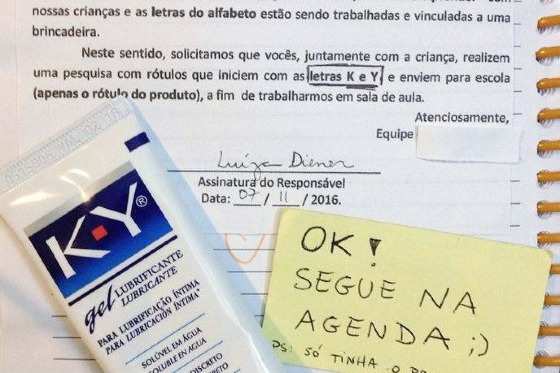 nossas crianças e as letras do alfabeto estão sendo trabalhadas e vinculadas a uma
brincadeira.
Neste sentido, solicitamos que vocês, juntamente com a criança, realizem
uma pesquisa com rótulos que iniciem com as letras K e Y, e enviem para escola
(apenas o rótulo do produto), a fim de trabalharmos em sala de aula.
Atenciosamente,
Equipe
Luiza Diener
Assinatura do Responsável
Data: 07 / 11 / 2016.
K-Y®
gel LUBRIFICANTE
LUBRICANTE
PARA LUBRIFICAÇÃO ÍNTIMA
PARA LUBRICACIÓN ÍNTIMA
SOLÚVEL EM ÁGUA
SOLUBLE EN AGUA
DISCRETO
OK!
SEGUE NA
AGENDA ;)
PS: SÓ TINHA O